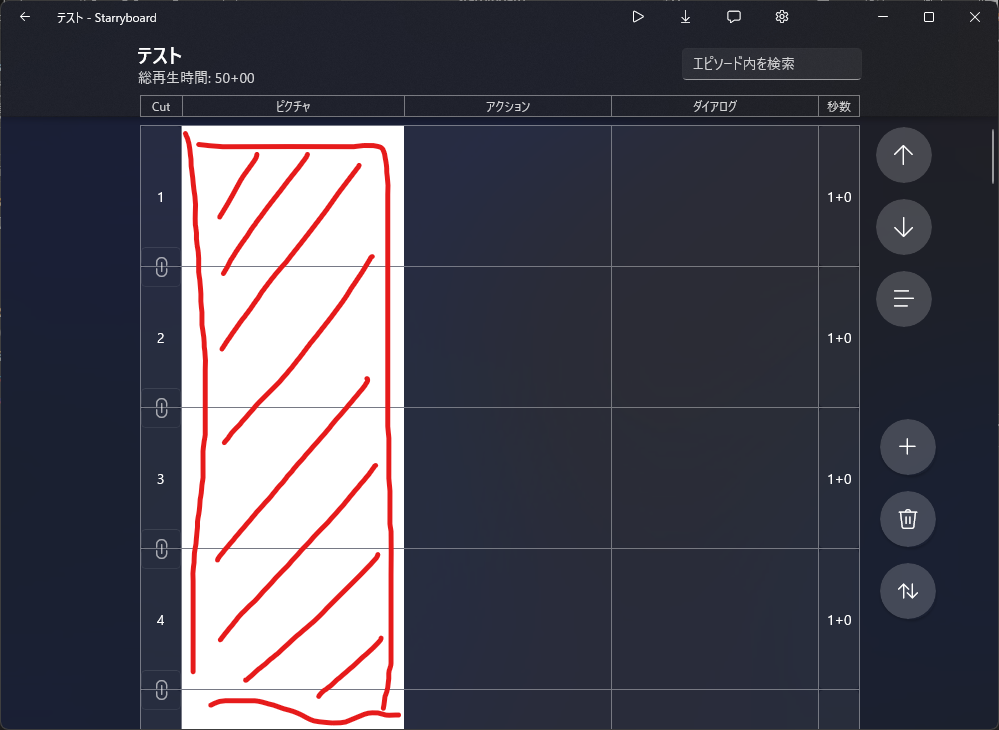 テスト - Starryboard
テスト
総再生時間: 50+00
エピソード内を検索
Cut ピクチャ アクション ダイアログ 秒数
1 1+0
2 1+0
3 1+0
4 1+0